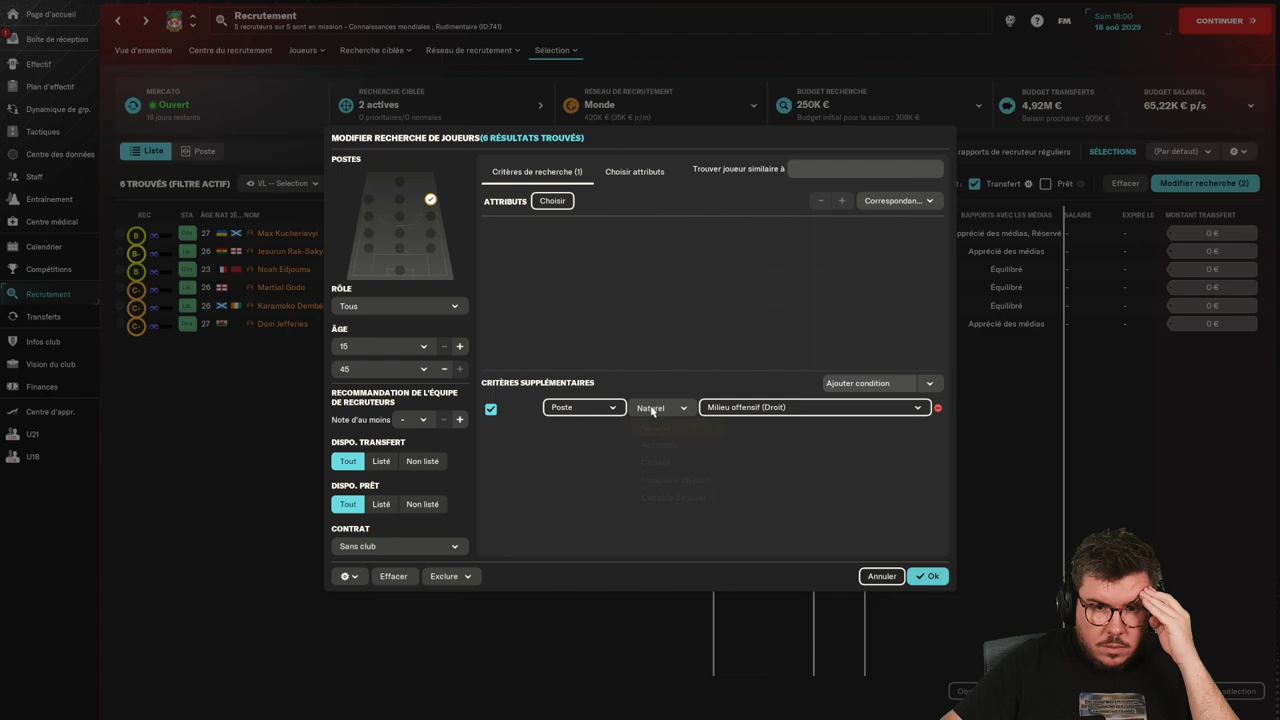 Page d'accueil
Boîte de réception
1
Effectif
Plan d'effectif
Dynamique de grp.
Tactiques
Centre des données
Staff
Entraînement
Centre médical
Calendrier
Compétitions
Recrutement
Transferts
Infos club
Vision du club
Finances
Centre d'appr.
U21
U18
Recrutement
5 recruteurs sur 5 sont en mission - Connaissances mondiales : Rudimentaire (ID:741)
FM
Sam 18:00
18 aoû 2029
CONTINUER
Vue d'ensemble
Centre du recrutement
Joueurs
Recherche ciblée
Réseau de recrutement
Sélection
MERCATO
Ouvert
16 jours restants
RECHERCHE CIBLÉE
2 actives
0 prioritaires/0 normales
RÉSEAU DE RECRUTEMENT
Monde
420K € (35K € p/m)
BUDGET RECHERCHE
250K €
Budget initial pour la saison : 308K €
BUDGET TRANSFERTS
4,92M €
Saison prochaine : 905K €
BUDGET SALARIAL
65,22K € p/s
Liste
Poste
rapports de recruteur réguliers
SÉLECTIONS
(Par défaut)
6 TROUVÉS (FILTRE ACTIF)
VL -- Selection
Transfert
Prêt
Effacer
Modifier recherche (2)
REC
STA
ÂGE
NAT
2E...
NOM
RAPPORTS AVEC LES MÉDIAS
SALAIRE
EXPIRE LE
MONTANT TRANSFERT
B 27 Max Kucheriavyi
précié des médias, Réservé - - 0 €
B- 26 Jesurun Rak-Saky
Apprécié des médias - - 0 €
B 23 Noah Edjouma
Équilibré - - 0 €
C- 26 Martial Godo
Équilibré - - 0 €
C- 26 Karamoko Dembé
Équilibré - - 0 €
C- 27 Dom Jefferies
Apprécié des médias - - 0 €
MODIFIER RECHERCHE DE JOUEURS(6 RÉSULTATS TROUVÉS)
POSTES
RÔLE
Tous
ÂGE
15
45
RECOMMANDATION DE L'ÉQUIPE
DE RECRUTEURS
Note d'au moins -
DISPO. TRANSFERT
Tout
Listé
Non listé
DISPO. PRÊT
Tout
Listé
Non listé
CONTRAT
Sans club
Critères de recherche (1)
Choisir attributs
Trouver joueur similaire à
ATTRIBUTS
Choisir
Correspondan...
CRITÈRES SUPPLÉMENTAIRES
Ajouter condition
Poste
Naturel
Milieu offensif (Droit)
Naturel
Effacer
Exclure
Annuler
Ok